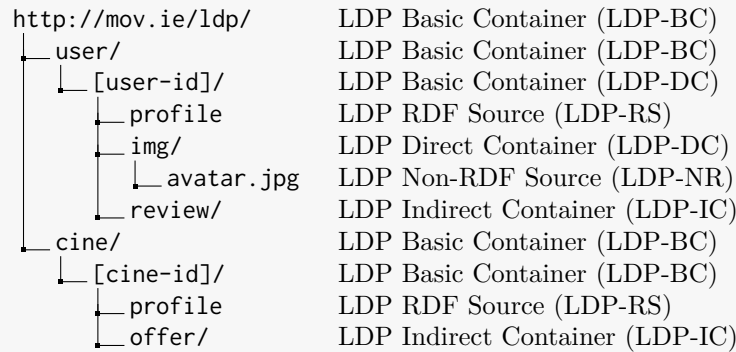 http://mov.ie/ldp/ LDP Basic Container (LDP-BC)
user/ LDP Basic Container (LDP-BC)
[user-id]/ LDP Basic Container (LDP-DC)
profile LDP RDF Source (LDP-RS)
img/ LDP Direct Container (LDP-DC)
avatar.jpg LDP Non-RDF Source (LDP-NR)
review/ LDP Indirect Container (LDP-IC)
cine/ LDP Basic Container (LDP-BC)
[cine-id]/ LDP Basic Container (LDP-BC)
profile LDP RDF Source (LDP-RS)
offer/ LDP Indirect Container (LDP-IC)